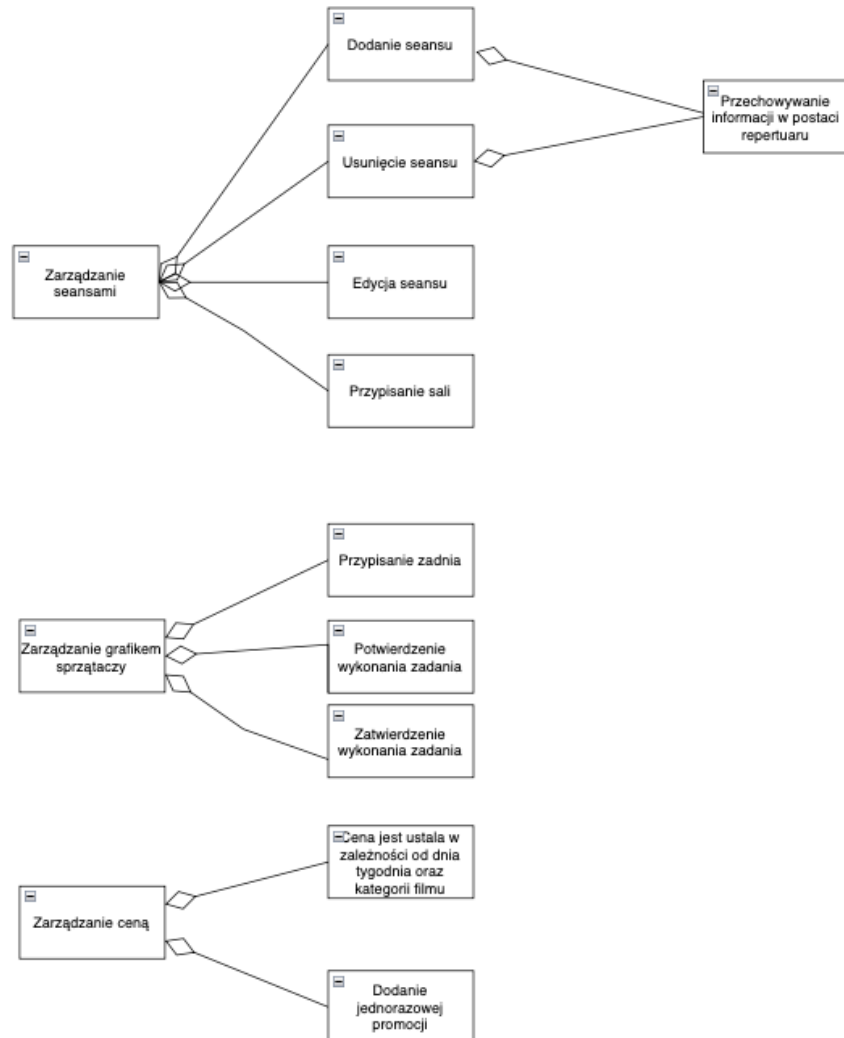 Dodanie seansu
Przechowywanie
informacji w postaci
repertuaru
Usunięcie seansu
Zarządzanie
seansami
Edycja seansu
Przypisanie sali
Przypisanie zadnia
Zarządzanie grafikem
sprzątaczy
Potwierdzenie
wykonania zadania
Zatwierdzenie
wykonania zadania
Cena jest ustala w
zależności od dnia
tygodnia oraz
kategorii filmu
Zarządzanie ceną
Dodanie
jednorazowej
promocji